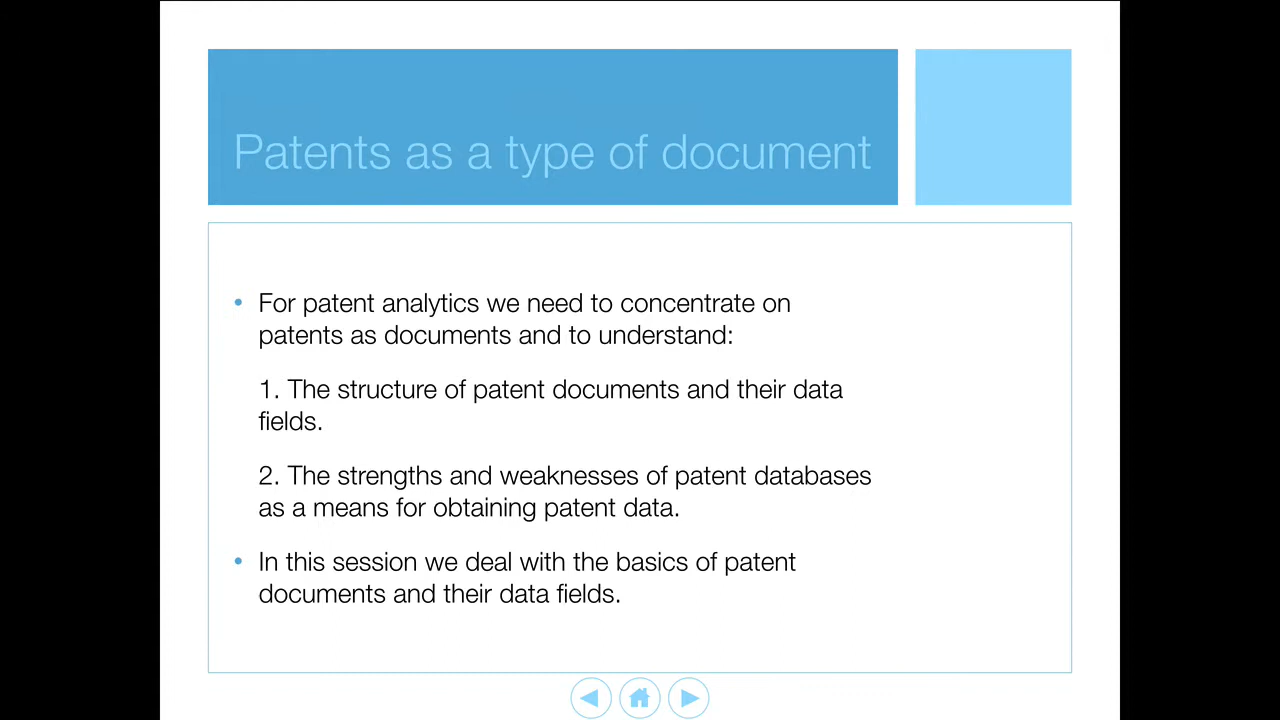 Patents as a type of document
• For patent analytics we need to concentrate on
patents as documents and to understand:
1. The structure of patent documents and their data
fields.
2. The strengths and weaknesses of patent databases
as a means for obtaining patent data.
• In this session we deal with the basics of patent
documents and their data fields.